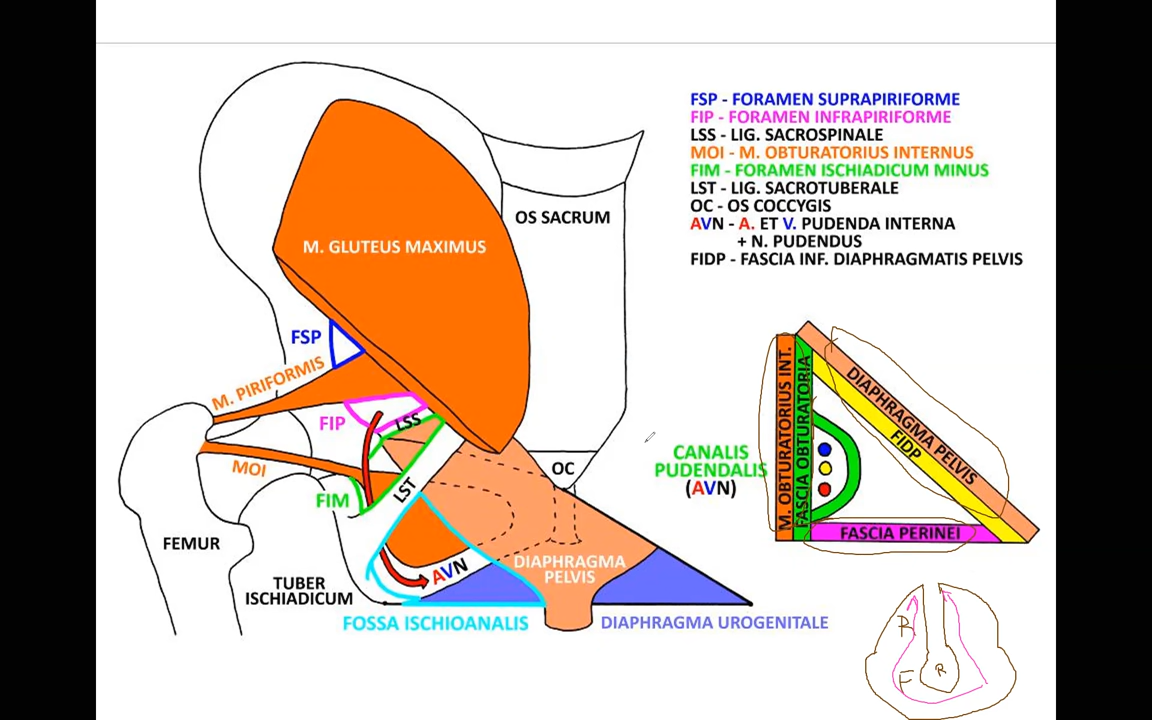 FSP - FORAMEN SUPRAPIRIFORME
FIP - FORAMEN INFRAPIRIFORME
LSS - LIG. SACROSPINALE
MOI - M. OBTURATORIUS INTERNUS
FIM - FORAMEN ISCHIADICUM MINUS
LST - LIG. SACROTUBERALE
OC - OS COCCYGIS
AVN - A. ET V. PUDENDA INTERNA
+ N. PUDENDUS
FIDP - FASCIA INF. DIAPHRAGMATIS PELVIS
OS SACRUM
M. GLUTEUS MAXIMUS
FSP
M. PIRIFORMIS
FIP
LSS
MOI
OC
FIM
LST
FEMUR
TUBER
ISCHIADICUM
AVN
DIAPHRAGMA
PELVIS
FOSSA ISCHIOANALIS
DIAPHRAGMA UROGENITALE
CANALIS
PUDENDALIS
(AVN)
M. OBTURATORIUS INT.
FASCIA OBTURATORIA
DIAPHRAGMA PELVIS
FIDP
FASCIA PERINEI
R
F
R